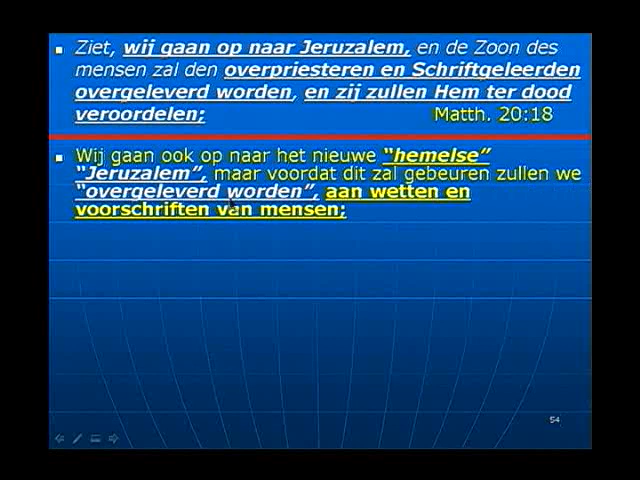 Ziet, wij gaan op naar Jeruzalem, en de Zoon des
mensen zal den overpriesteren en Schriftgeleerden
overgeleverd worden, en zij zullen Hem ter dood
veroordelen; Matth. 20:18
Wij gaan ook op naar het nieuwe “hemelse”
“Jeruzalem”, maar voordat dit zal gebeuren zullen we
“overgeleverd worden”, aan wetten en
voorschriften van mensen;
54